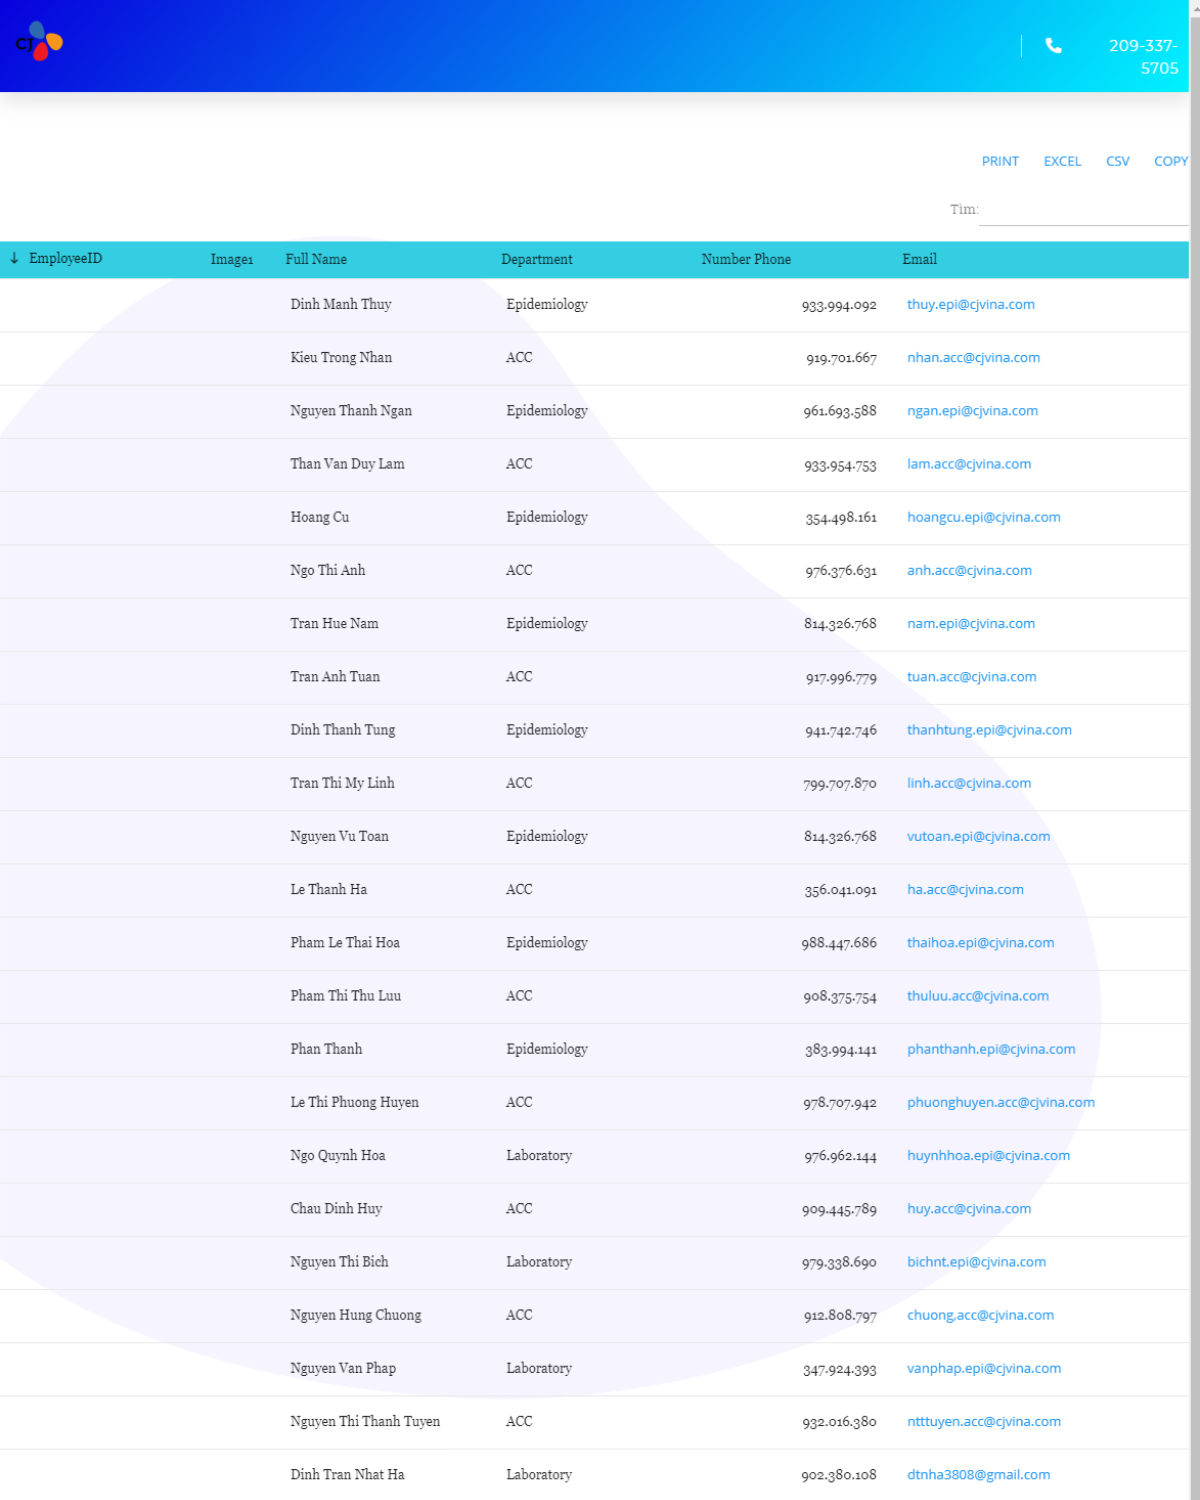 CJ
209-337-
5705
PRINT EXCEL CSV COPY
Tìm:
↓ EmployeeID Image1 Full Name Department Number Phone Email
Dinh Manh Thuy Epidemiology 933.994.092 thuy.epi@cjvina.com
Kieu Trong Nhan ACC 919.701.667 nhan.acc@cjvina.com
Nguyen Thanh Ngan Epidemiology 961.693.588 ngan.epi@cjvina.com
Than Van Duy Lam ACC 933.954.753 lam.acc@cjvina.com
Hoang Cu Epidemiology 354.498.161 hoangcu.epi@cjvina.com
Ngo Thi Anh ACC 976.376.631 anh.acc@cjvina.com
Tran Hue Nam Epidemiology 814.326.768 nam.epi@cjvina.com
Tran Anh Tuan ACC 917.996.779 tuan.acc@cjvina.com
Dinh Thanh Tung Epidemiology 941.742.746 thanhtung.epi@cjvina.com
Tran Thi My Linh ACC 799.707.870 linh.acc@cjvina.com
Nguyen Vu Toan Epidemiology 814.326.768 vutoan.epi@cjvina.com
Le Thanh Ha ACC 356.041.091 ha.acc@cjvina.com
Pham Le Thai Hoa Epidemiology 988.447.686 thaihoa.epi@cjvina.com
Pham Thi Thu Luu ACC 908.375.754 thuluu.acc@cjvina.com
Phan Thanh Epidemiology 383.994.141 phanthanh.epi@cjvina.com
Le Thi Phuong Huyen ACC 978.707.942 phuonghuyen.acc@cjvina.com
Ngo Quynh Hoa Laboratory 976.962.144 huynhhoa.epi@cjvina.com
Chau Dinh Huy ACC 909.445.789 huy.acc@cjvina.com
Nguyen Thi Bich Laboratory 979.338.690 bichnt.epi@cjvina.com
Nguyen Hung Chuong ACC 912.808.797 chuong,acc@cjvina.com
Nguyen Van Phap Laboratory 347.924.393 vanphap.epi@cjvina.com
Nguyen Thi Thanh Tuyen ACC 932.016.380 ntttuyen.acc@cjvina.com
Dinh Tran Nhat Ha Laboratory 902.380.108 dtnha3808@gmail.com